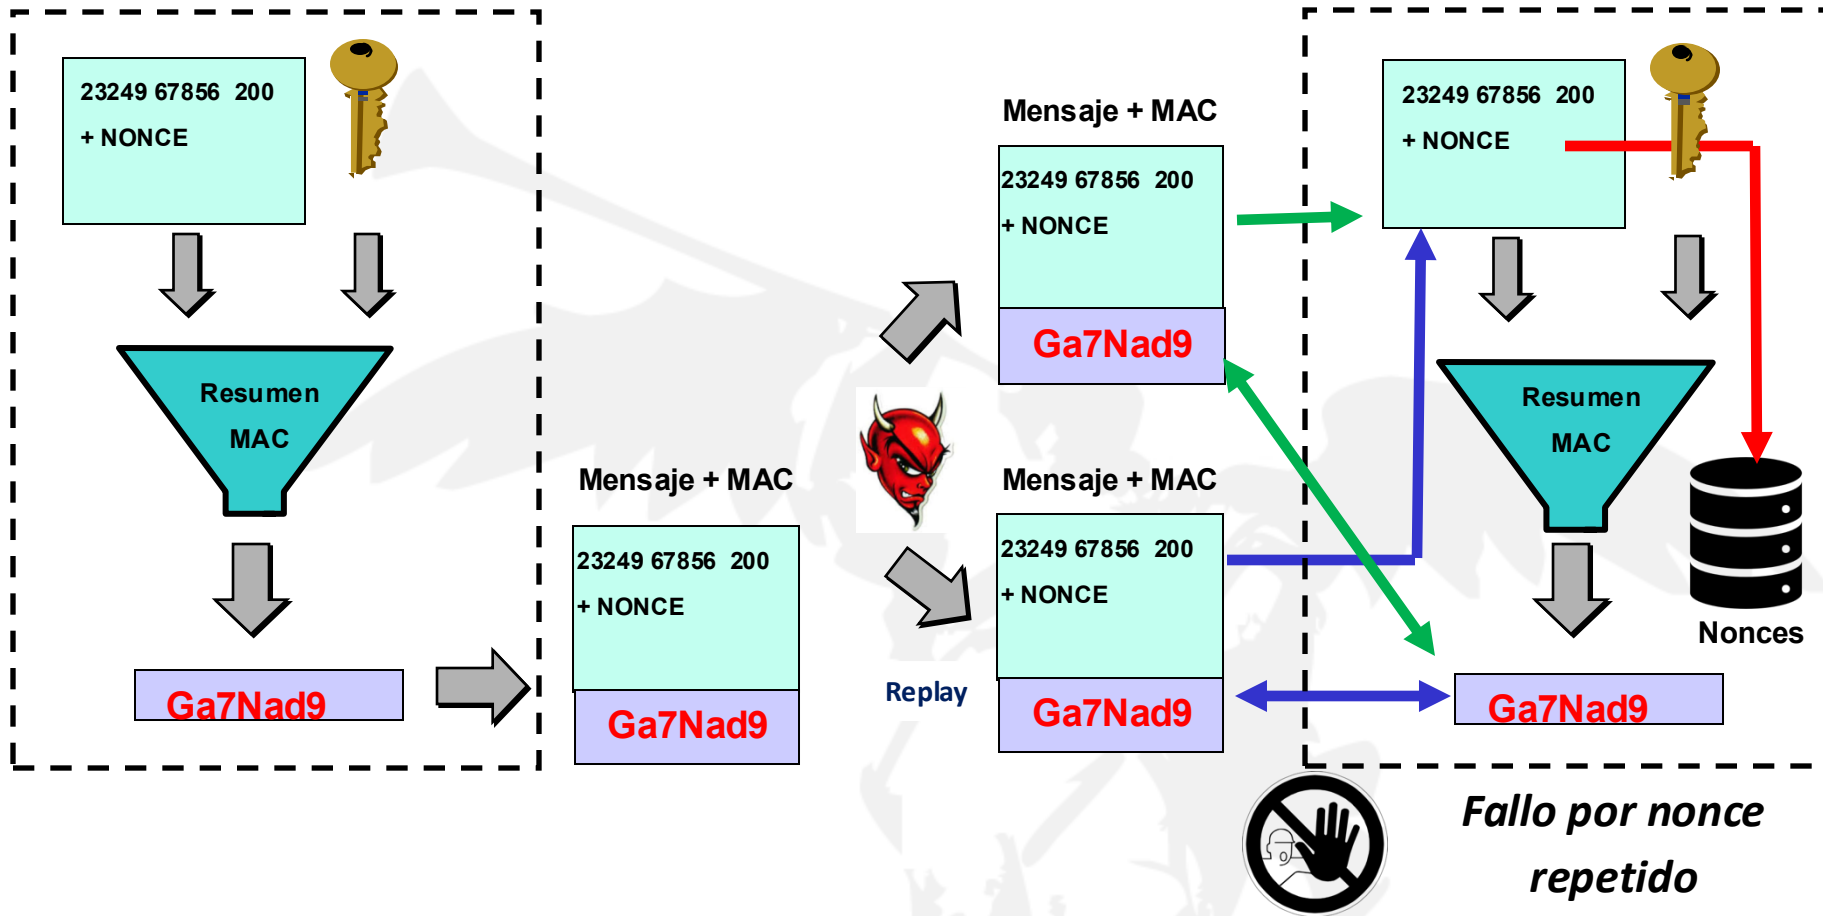 23249 67856 200
+ NONCE
Resumen
MAC
Ga7Nad9
Mensaje + MAC
23249 67856 200
+ NONCE
Ga7Nad9
Mensaje + MAC
23249 67856 200
+ NONCE
Ga7Nad9
Replay
Mensaje + MAC
23249 67856 200
+ NONCE
Ga7Nad9
23249 67856 200
+ NONCE
Resumen
MAC
Nonces
Ga7Nad9
Fallo por nonce
repetido